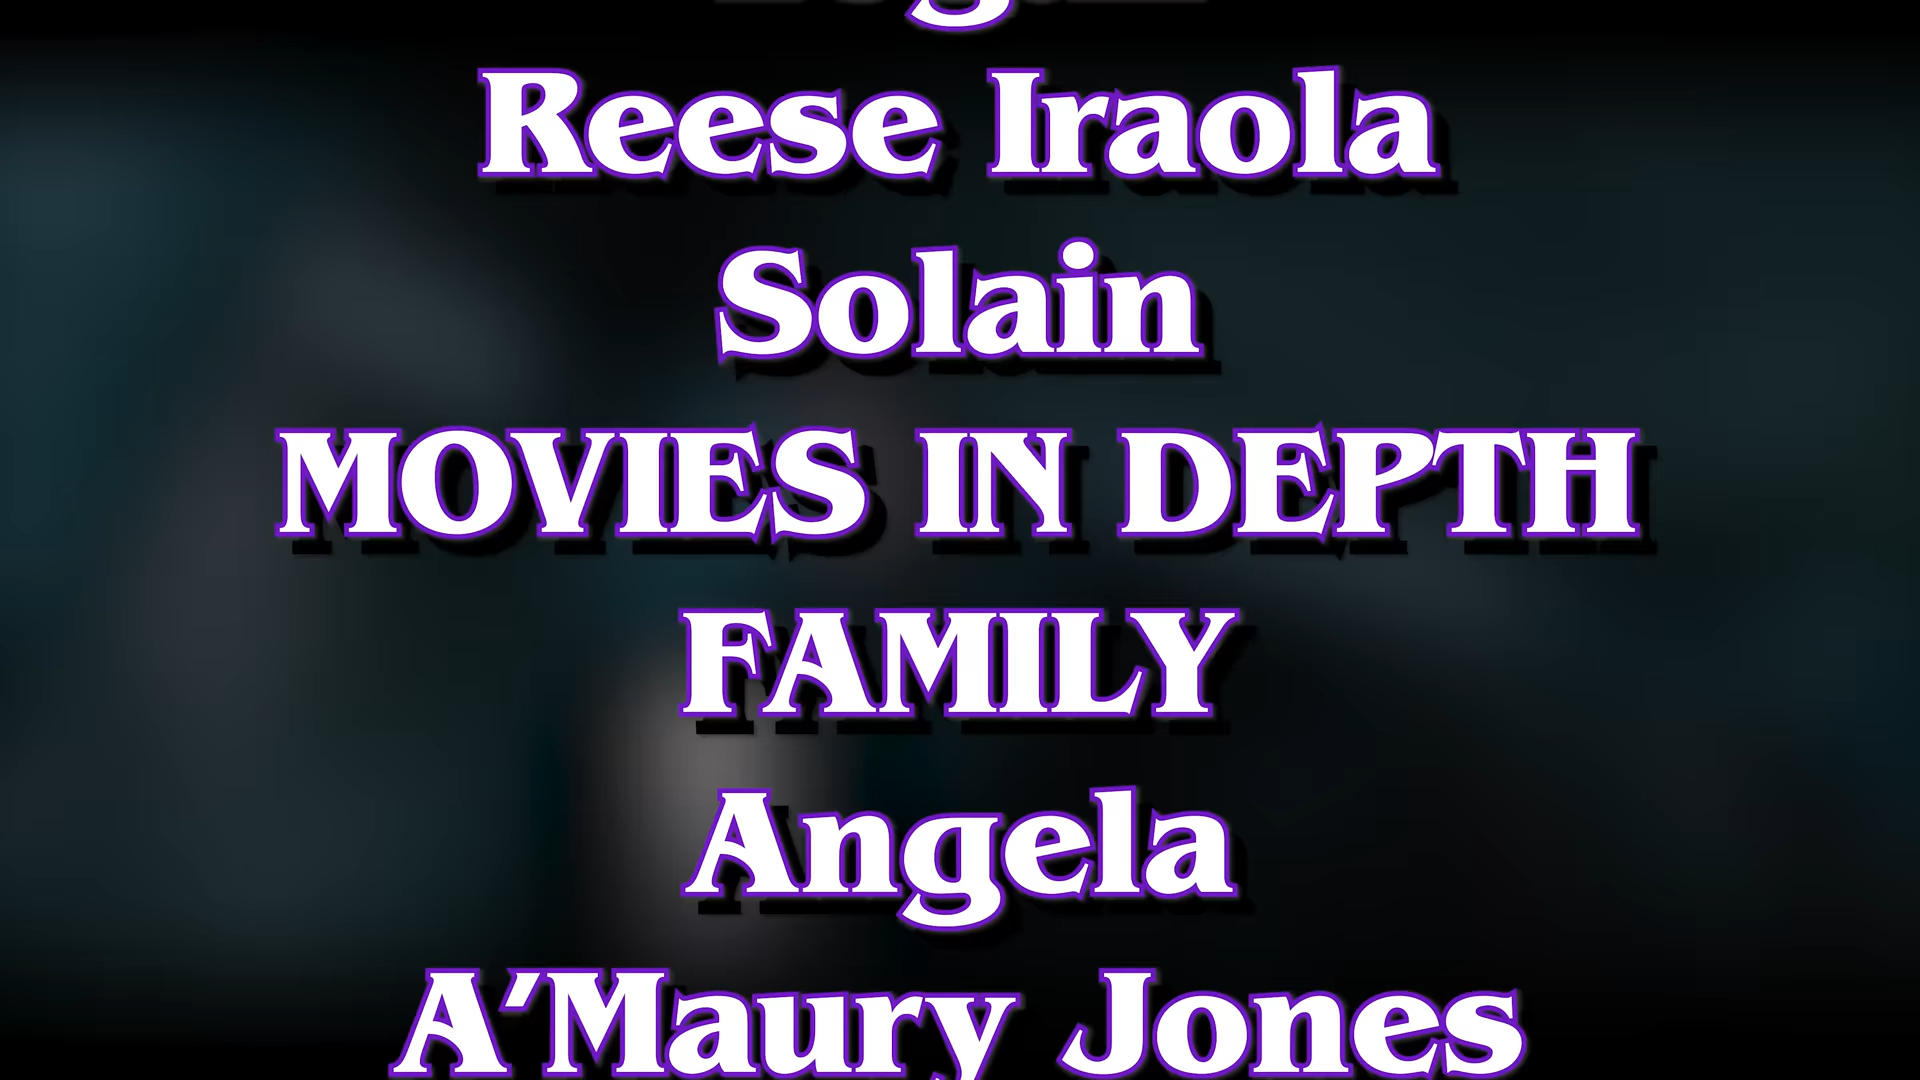 Reese Iraola
Solain
MOVIES IN DEPTH
FAMILY
Angela
A'Maury Jones